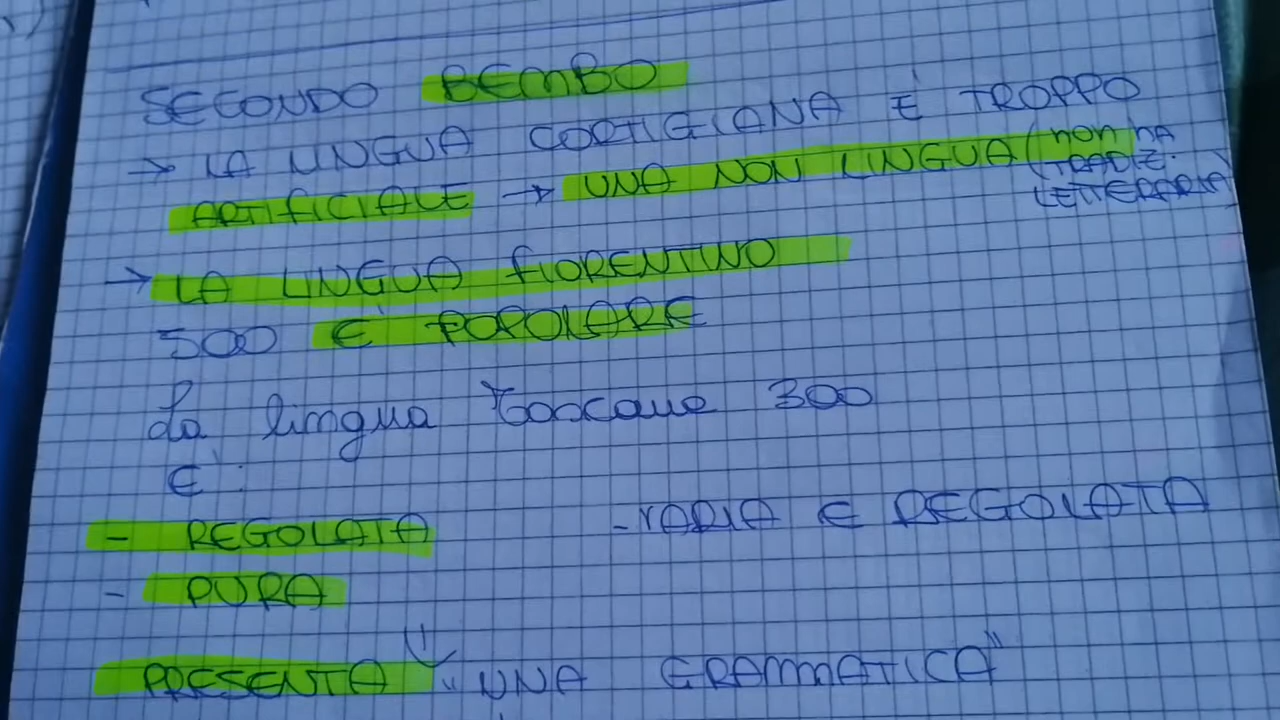 SECONDO BEMBO
→ LA LINGUA CORTIGIANA È TROPPO
ARTIFICIALE → UNA NON LINGUA (non ha
(TRADIZ.
LETTERARIA)
→ LA LINGUA FIORENTINO
500 È POPOLARE
La lingua Toscana 300
E':
- REGOLATA
- VARIA E REGOLATA
- PURA
PRESENTA "UNA GRAMMATICA"